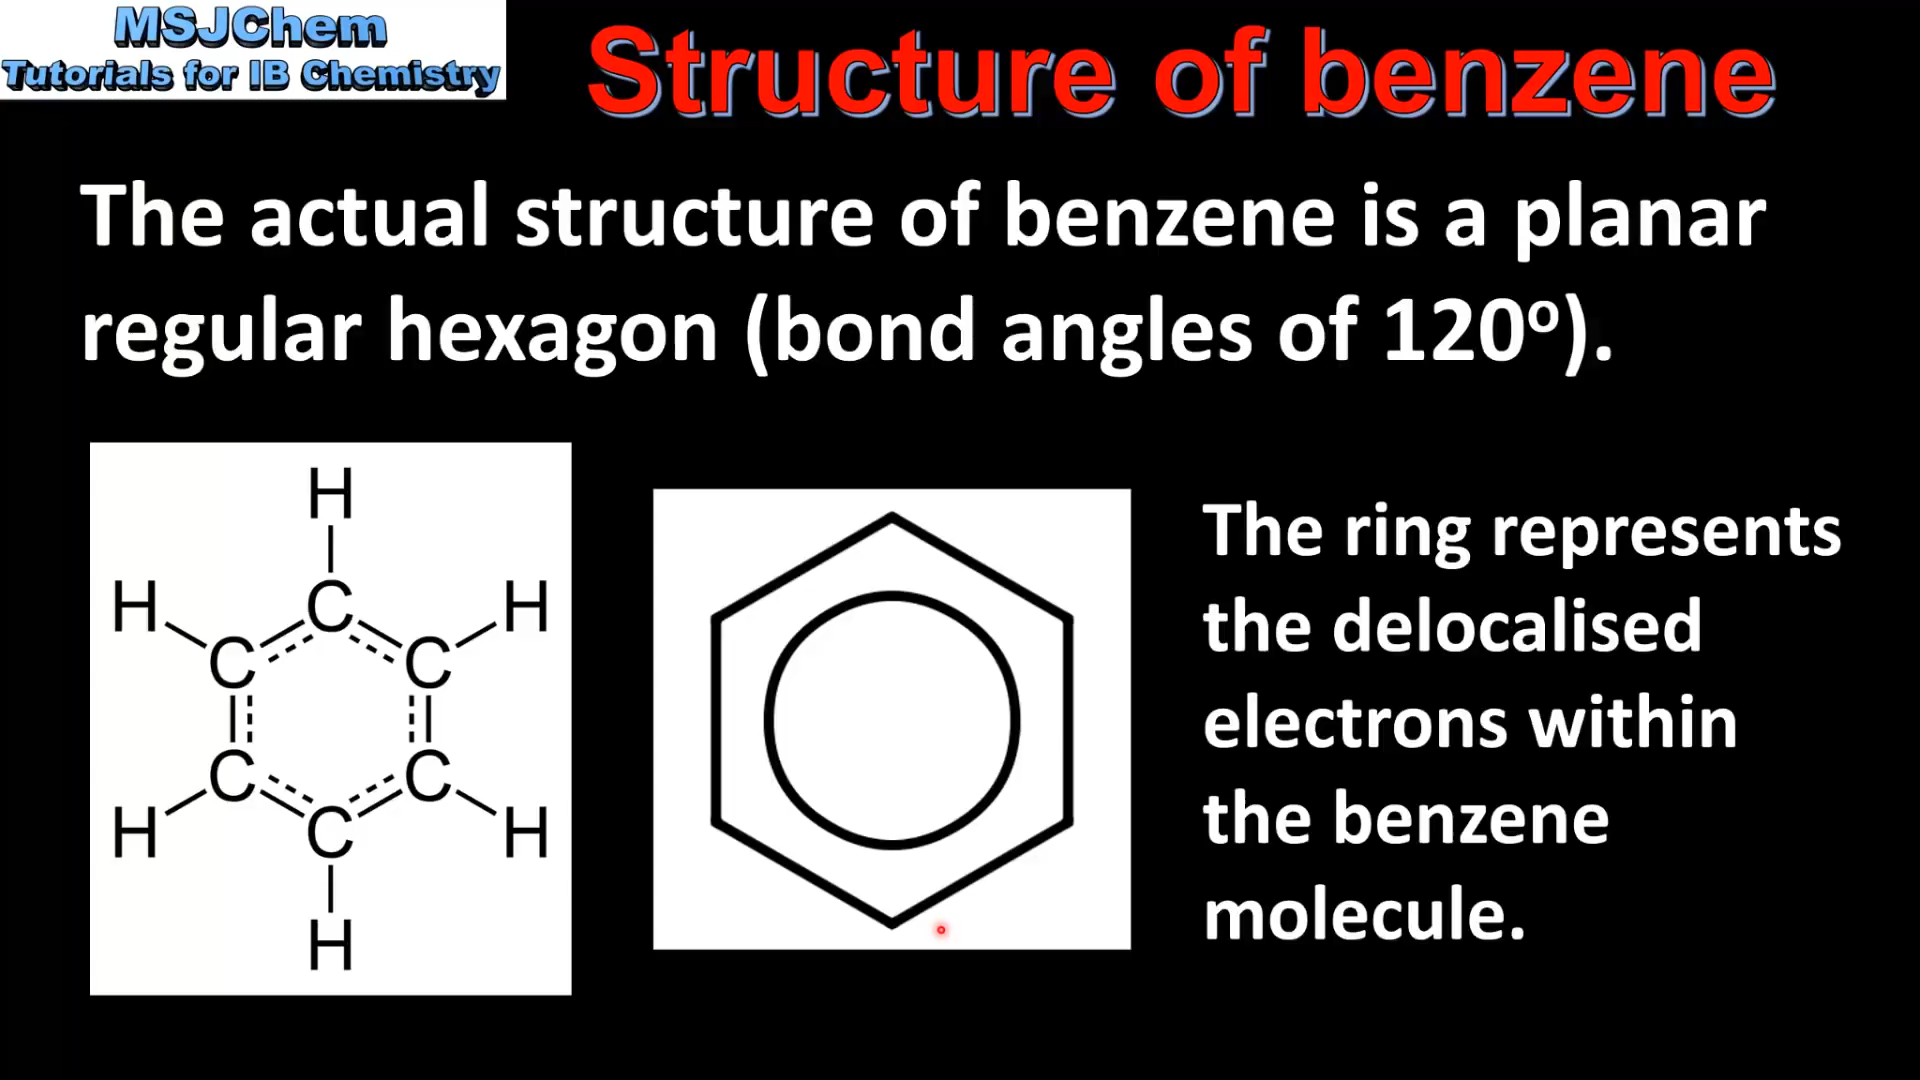 MSJChem
Tutorials for IB Chemistry
Structure of benzene
The actual structure of benzene is a planar
regular hexagon (bond angles of 120º).
H
H
C
H
C
C
C
C
H
C
H
H
The ring represents
the delocalised
electrons within
the benzene
molecule.